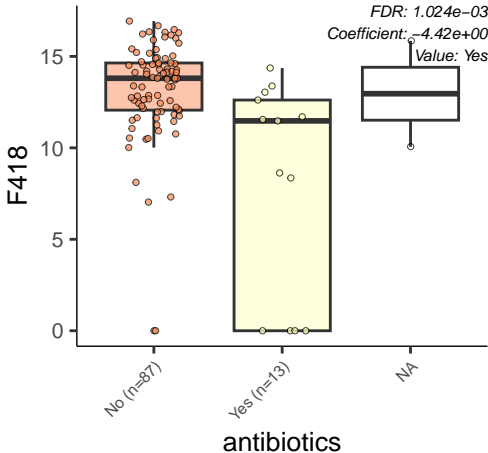 FDR: 1.024e−03
Coefficient: −4.42e+00
Value: Yes
15
10
5
0
F418
No (n=87)
Yes (n=13)
NA
antibiotics